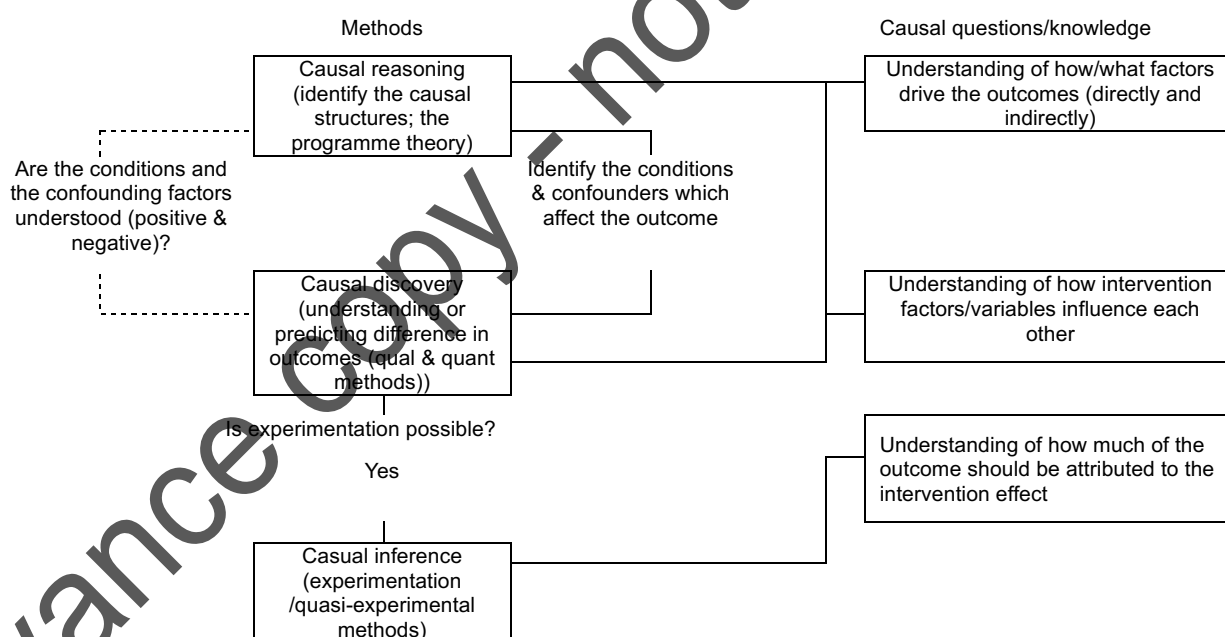 Methods
Causal questions/knowledge
Causal reasoning
(identify the causal
structures; the
programme theory)
Understanding of how/what factors
drive the outcomes (directly and
indirectly)
Are the conditions and
the confounding factors
understood (positive &
negative)?
Identify the conditions
& confounders which
affect the outcome
Causal discovery
(understanding or
predicting difference in
outcomes (qual & quant
methods))
Understanding of how intervention
factors/variables influence each
other
Is experimentation possible?
Yes
Understanding of how much of the
outcome should be attributed to the
intervention effect
Casual inference
(experimentation
/quasi-experimental
methods)
vance copy - not